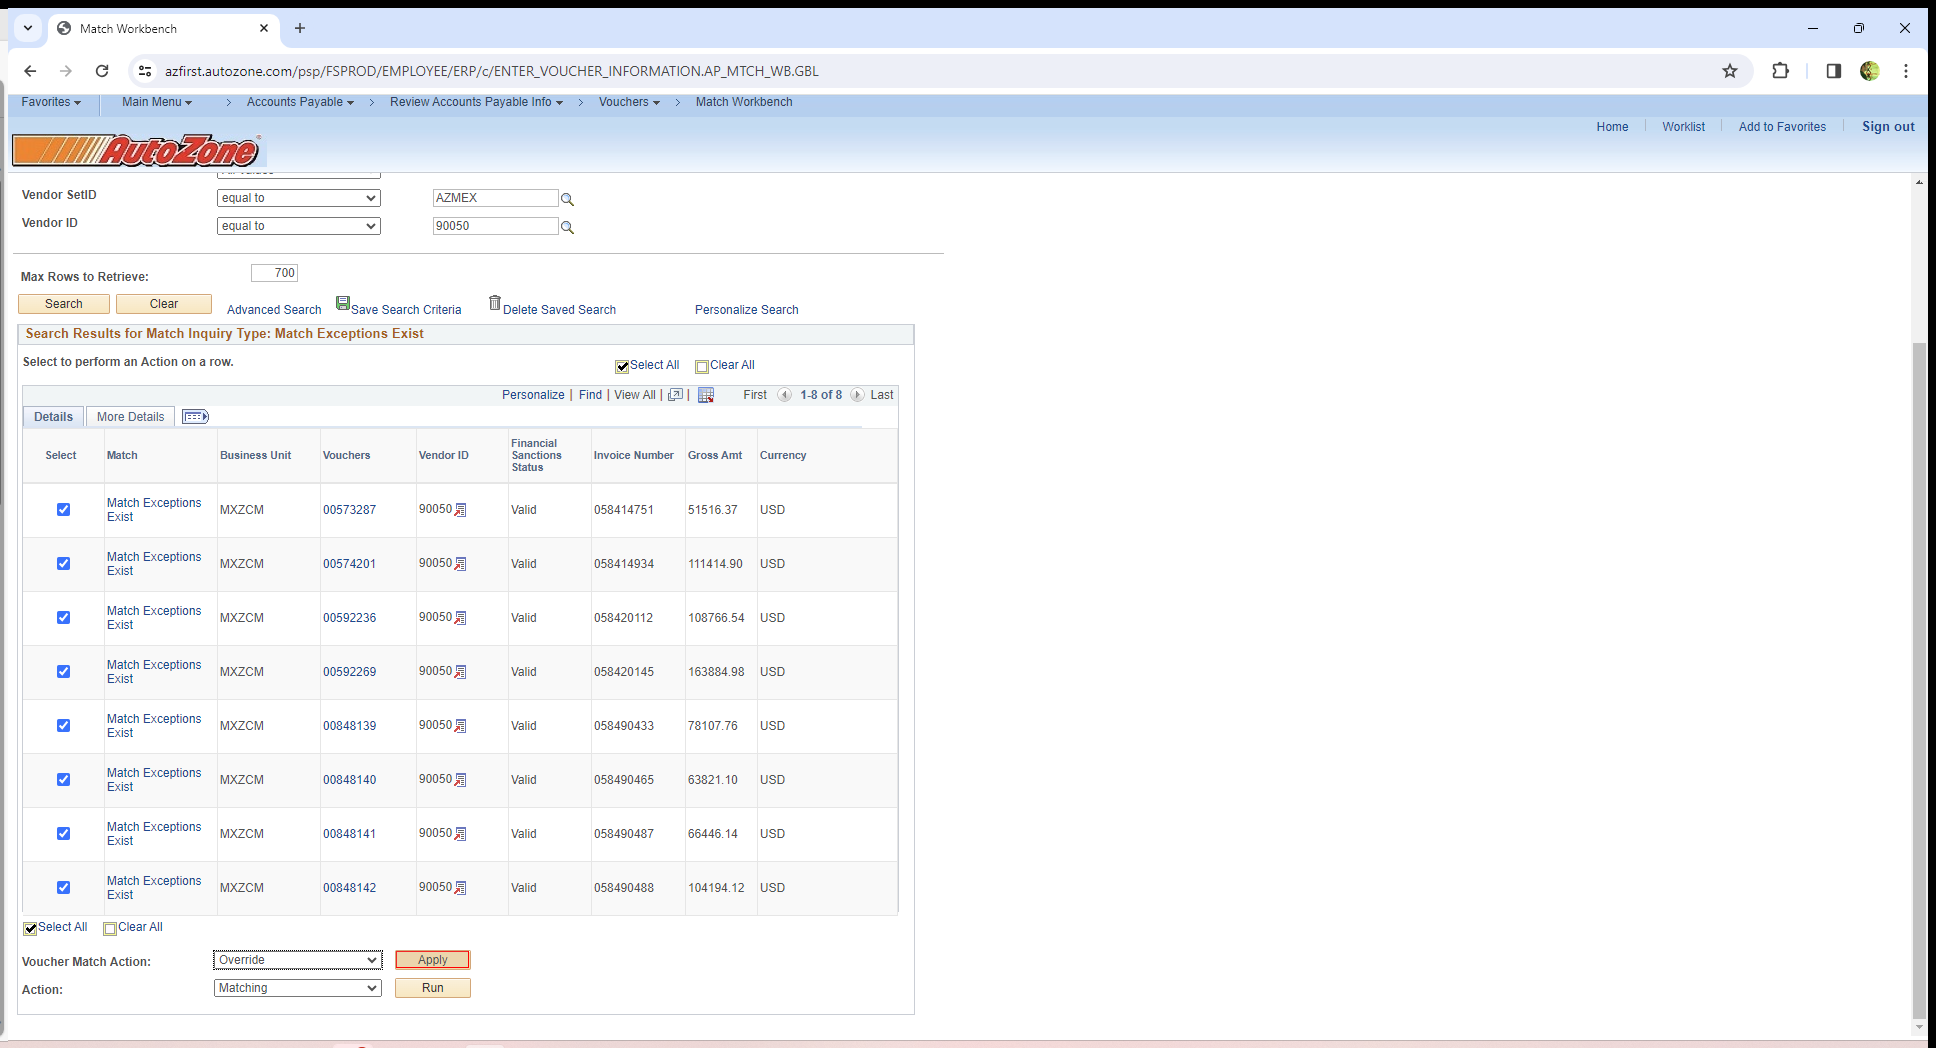 Match Workbench
azfirst.autozone.com/psp/FSPROD/EMPLOYEE/ERP/c/ENTER_VOUCHER_INFORMATION.AP_MTCH_WB.GBL
Favorites Main Menu > Accounts Payable > Review Accounts Payable Info > Vouchers > Match Workbench
Home Worklist Add to Favorites Sign out
AutoZone
Vendor SetID equal to AZMEX
Vendor ID equal to 90050
Max Rows to Retrieve: 700
Search Clear Advanced Search Save Search Criteria Delete Saved Search Personalize Search
Search Results for Match Inquiry Type: Match Exceptions Exist
Select to perform an Action on a row.
Select All Clear All
Personalize | Find | View All | | First 1-8 of 8 Last
Details More Details
Select Match Business Unit Vouchers Vendor ID Financial Sanctions Status Invoice Number Gross Amt Currency
Match Exceptions Exist MXZCM 00573287 90050 Valid 058414751 51516.37 USD
Match Exceptions Exist MXZCM 00574201 90050 Valid 058414934 111414.90 USD
Match Exceptions Exist MXZCM 00592236 90050 Valid 058420112 108766.54 USD
Match Exceptions Exist MXZCM 00592269 90050 Valid 058420145 163884.98 USD
Match Exceptions Exist MXZCM 00848139 90050 Valid 058490433 78107.76 USD
Match Exceptions Exist MXZCM 00848140 90050 Valid 058490465 63821.10 USD
Match Exceptions Exist MXZCM 00848141 90050 Valid 058490487 66446.14 USD
Match Exceptions Exist MXZCM 00848142 90050 Valid 058490488 104194.12 USD
Select All Clear All
Voucher Match Action: Override Apply
Action: Matching Run